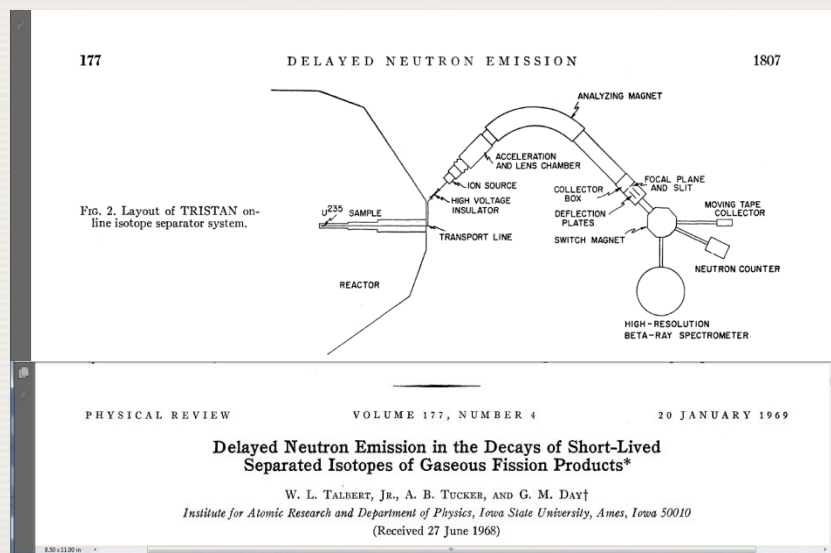 177 DELAYED NEUTRON EMISSION 1807
ANALYZING MAGNET
ACCELERATION
AND LENS CHAMBER
ION SOURCE
HIGH VOLTAGE
INSULATOR
FOCAL PLANE
AND SLIT
COLLECTOR
BOX
DEFLECTION
PLATES
MOVING TAPE
COLLECTOR
SWITCH MAGNET
NEUTRON COUNTER
U235 SAMPLE
TRANSPORT LINE
REACTOR
HIGH-RESOLUTION
BETA-RAY SPECTROMETER
FIG. 2. Layout of TRISTAN on-
line isotope separator system.
PHYSICAL REVIEW VOLUME 177, NUMBER 4 20 JANUARY 1969
Delayed Neutron Emission in the Decays of Short-Lived
Separated Isotopes of Gaseous Fission Products*
W. L. TALBERT, JR., A. B. TUCKER, AND G. M. DAY†
Institute for Atomic Research and Department of Physics, Iowa State University, Ames, Iowa 50010
(Received 27 June 1968)
8.50 x 11.00 in